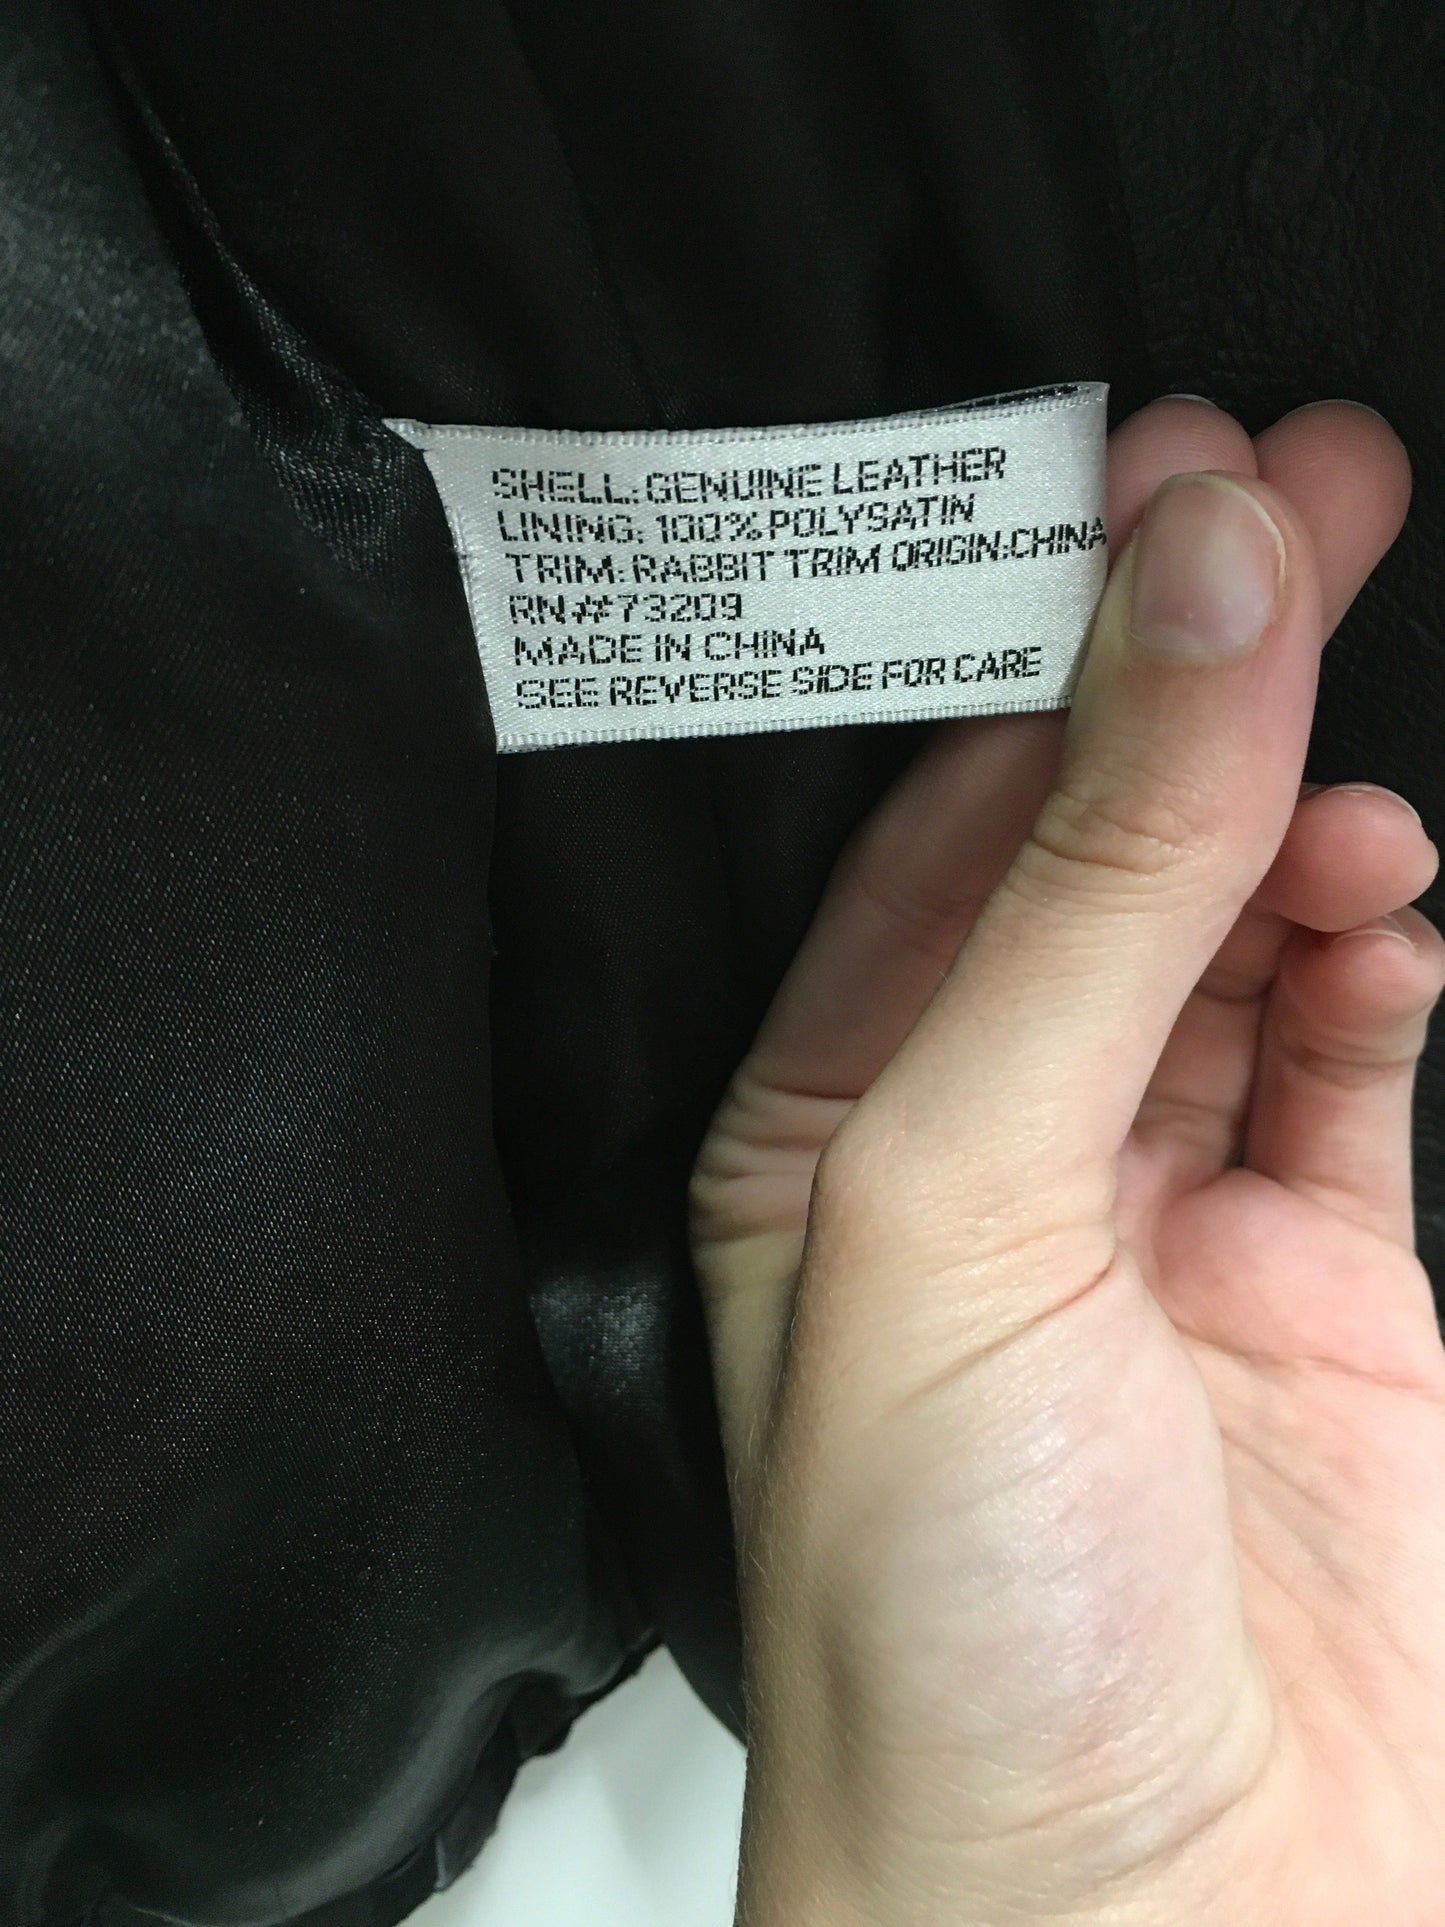 SHELL: GENUINE LEATHER
LINING: 100% POLYSATIN
TRIM: RABBIT TRIM ORIGIN:CHINA
RN#73209
MADE IN CHINA
SEE REVERSE SIDE FOR CARE